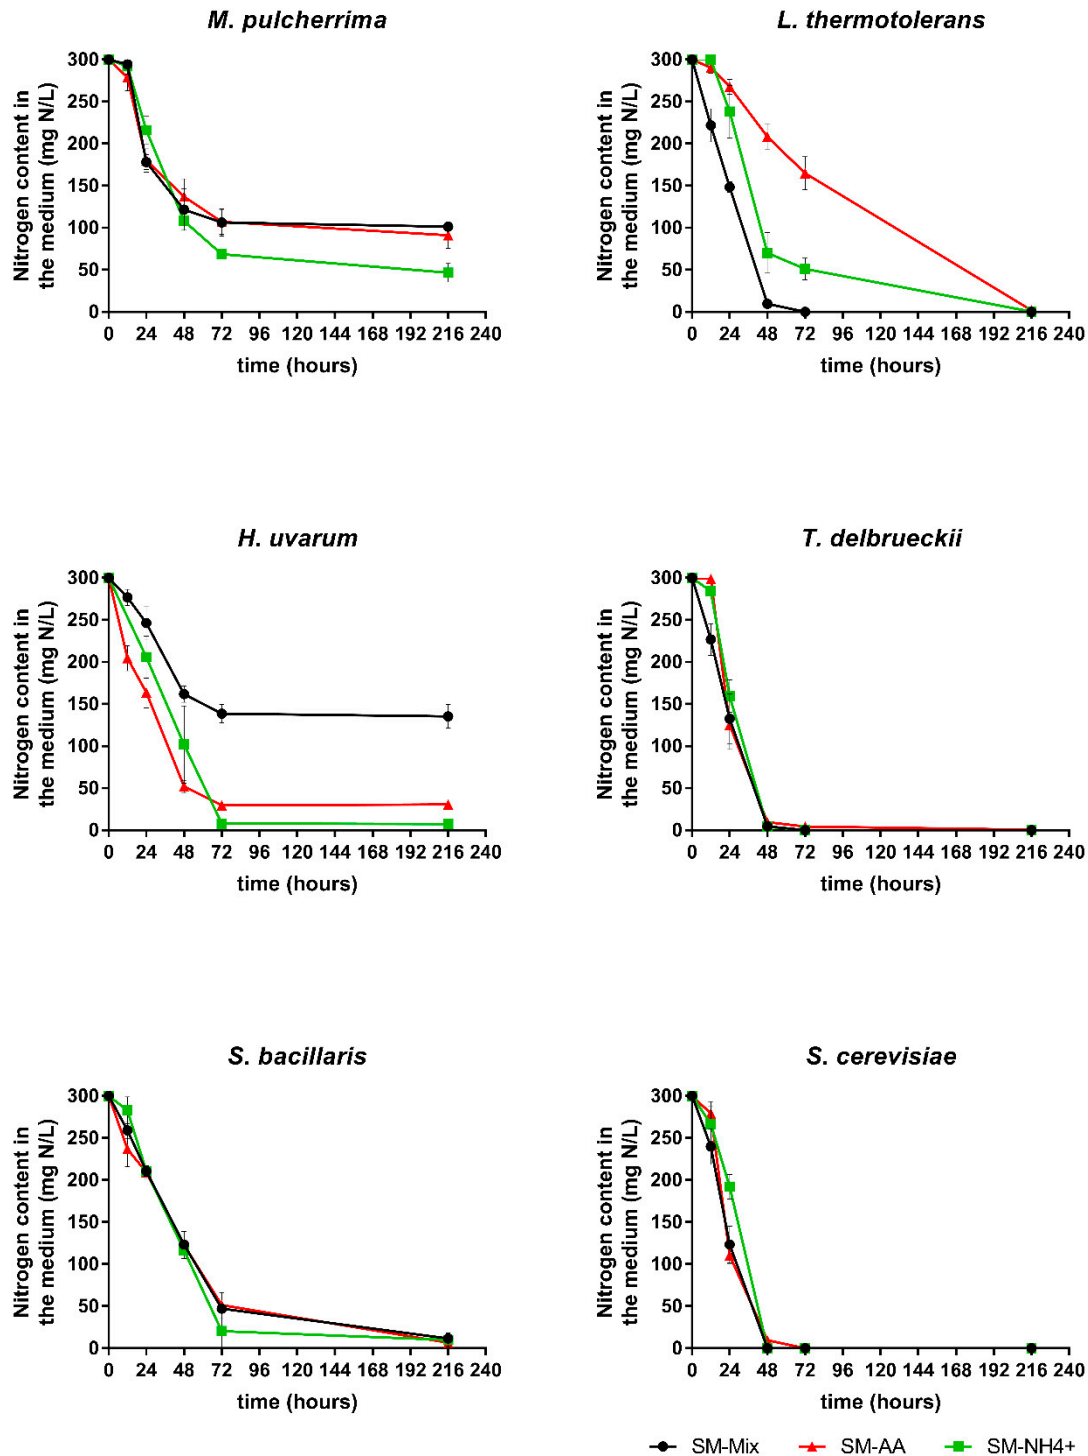 M. pulcherrima
Nitrogen content in
the medium (mg N/L)
300
250
200
150
100
50
0
0 24 48 72 96 120 144 168 192 216 240
time (hours)
L. thermotolerans
Nitrogen content in
the medium (mg N/L)
300
250
200
150
100
50
0
0 24 48 72 96 120 144 168 192 216 240
time (hours)
H. uvarum
Nitrogen content in
the medium (mg N/L)
300
250
200
150
100
50
0
0 24 48 72 96 120 144 168 192 216 240
time (hours)
T. delbrueckii
Nitrogen content in
the medium (mg N/L)
300
250
200
150
100
50
0
0 24 48 72 96 120 144 168 192 216 240
time (hours)
S. bacillaris
Nitrogen content in
the medium (mg N/L)
300
250
200
150
100
50
0
0 24 48 72 96 120 144 168 192 216 240
time (hours)
S. cerevisiae
Nitrogen content in
the medium (mg N/L)
300
250
200
150
100
50
0
0 24 48 72 96 120 144 168 192 216 240
time (hours)
SM-Mix SM-AA SM-NH4+